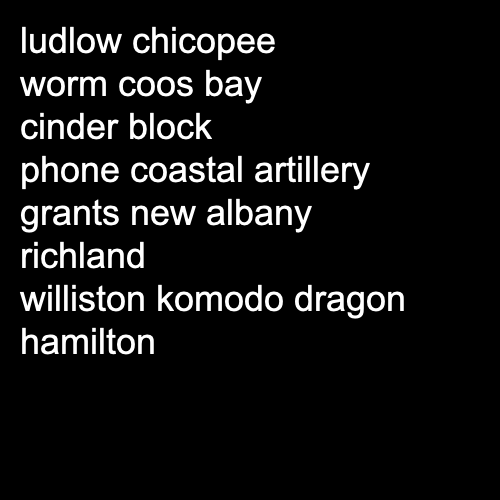 ludlow chicopee
worm coos bay
cinder block
phone coastal artillery
grants new albany
richland
williston komodo dragon
hamilton